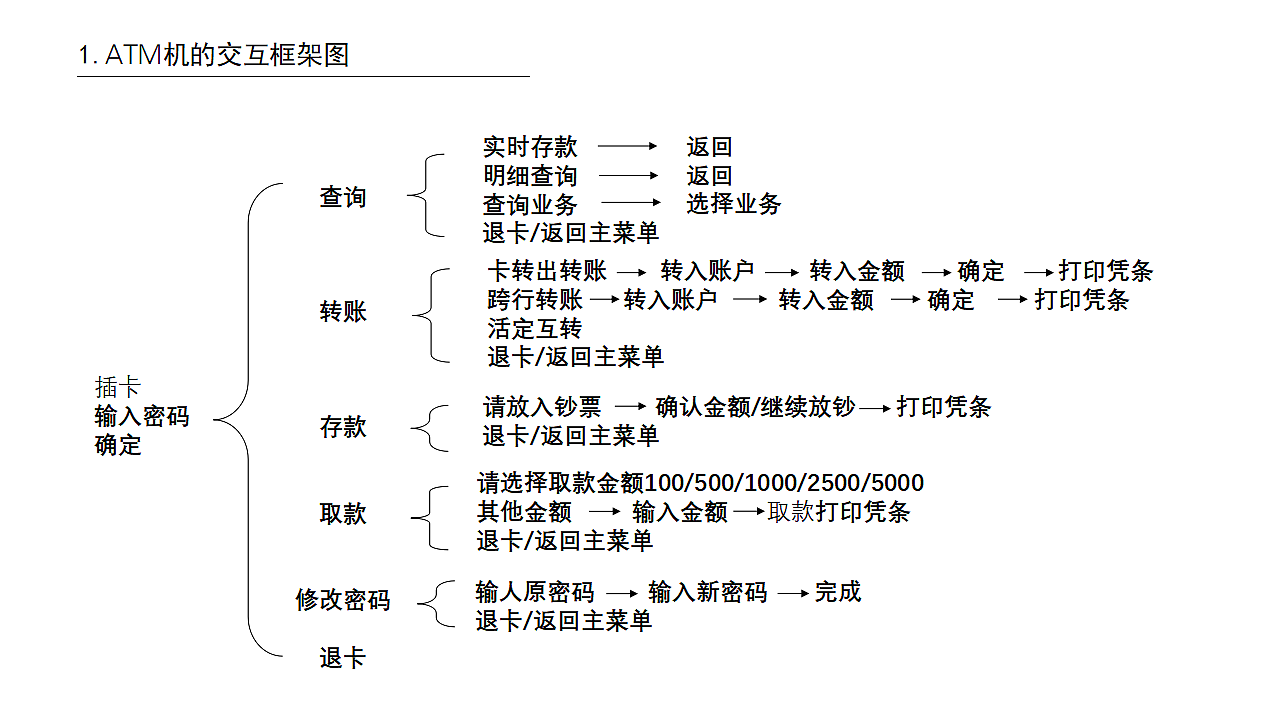 1. ATM机的交互框架图
插卡
输入密码
确定
查询
实时存款 返回
明细查询 返回
查询业务 选择业务
退卡/返回主菜单
转账
卡转出转账 转入账户 转入金额 确定 打印凭条
跨行转账 转入账户 转入金额 确定 打印凭条
活定互转
退卡/返回主菜单
存款
请放入钞票 确认金额/继续放钞 打印凭条
退卡/返回主菜单
取款
请选择取款金额100/500/1000/2500/5000
其他金额 输入金额 取款打印凭条
退卡/返回主菜单
修改密码
输人原密码 输入新密码 完成
退卡/返回主菜单
退卡